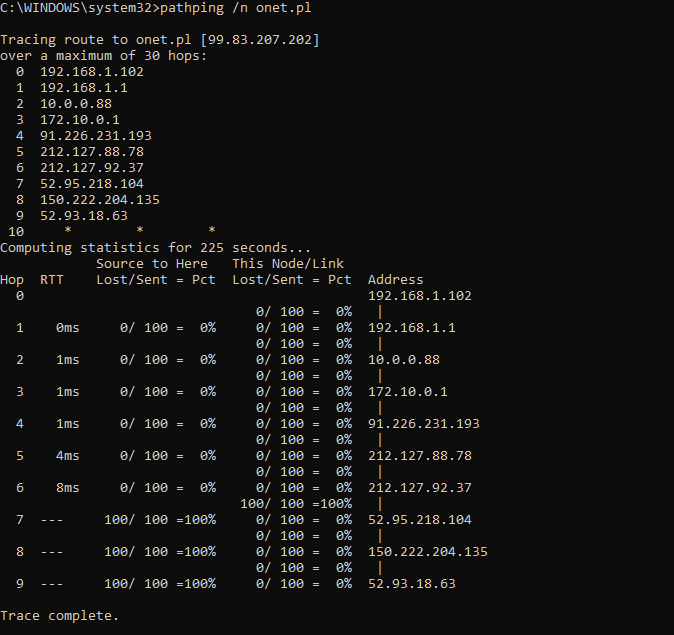 C:\WINDOWS\system32>pathping /n onet.pl

Tracing route to onet.pl [99.83.207.202]
over a maximum of 30 hops:
  0  192.168.1.102
  1  192.168.1.1
  2  10.0.0.88
  3  172.10.0.1
  4  91.226.231.193
  5  212.127.88.78
  6  212.127.92.37
  7  52.95.218.104
  8  150.222.204.135
  9  52.93.18.63
 10     *        *        *
Computing statistics for 225 seconds...
            Source to Here   This Node/Link
Hop  RTT    Lost/Sent = Pct  Lost/Sent = Pct  Address
  0                                           192.168.1.102
                                0/ 100 =  0%   |
  1    0ms     0/ 100 =  0%     0/ 100 =  0%  192.168.1.1
                                0/ 100 =  0%   |
  2    1ms     0/ 100 =  0%     0/ 100 =  0%  10.0.0.88
                                0/ 100 =  0%   |
  3    1ms     0/ 100 =  0%     0/ 100 =  0%  172.10.0.1
                                0/ 100 =  0%   |
  4    1ms     0/ 100 =  0%     0/ 100 =  0%  91.226.231.193
                                0/ 100 =  0%   |
  5    4ms     0/ 100 =  0%     0/ 100 =  0%  212.127.88.78
                                0/ 100 =  0%   |
  6    8ms     0/ 100 =  0%     0/ 100 =  0%  212.127.92.37
                              100/ 100 =100%   |
  7  ---     100/ 100 =100%     0/ 100 =  0%  52.95.218.104
                                0/ 100 =  0%   |
  8  ---     100/ 100 =100%     0/ 100 =  0%  150.222.204.135
                                0/ 100 =  0%   |
  9  ---     100/ 100 =100%     0/ 100 =  0%  52.93.18.63

Trace complete.